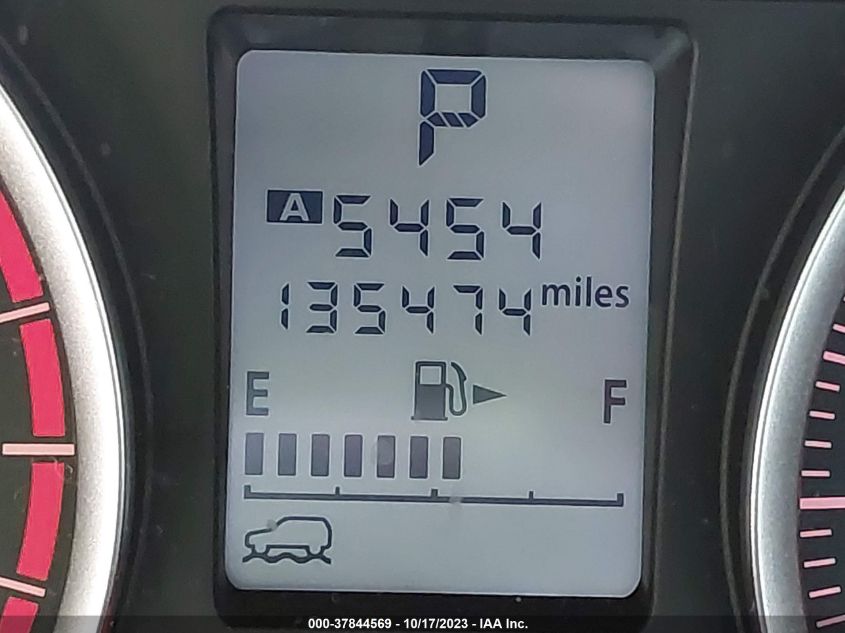 P
A 5454
135474 miles
E F
000-37844569 - 10/17/2023 - IAA Inc.